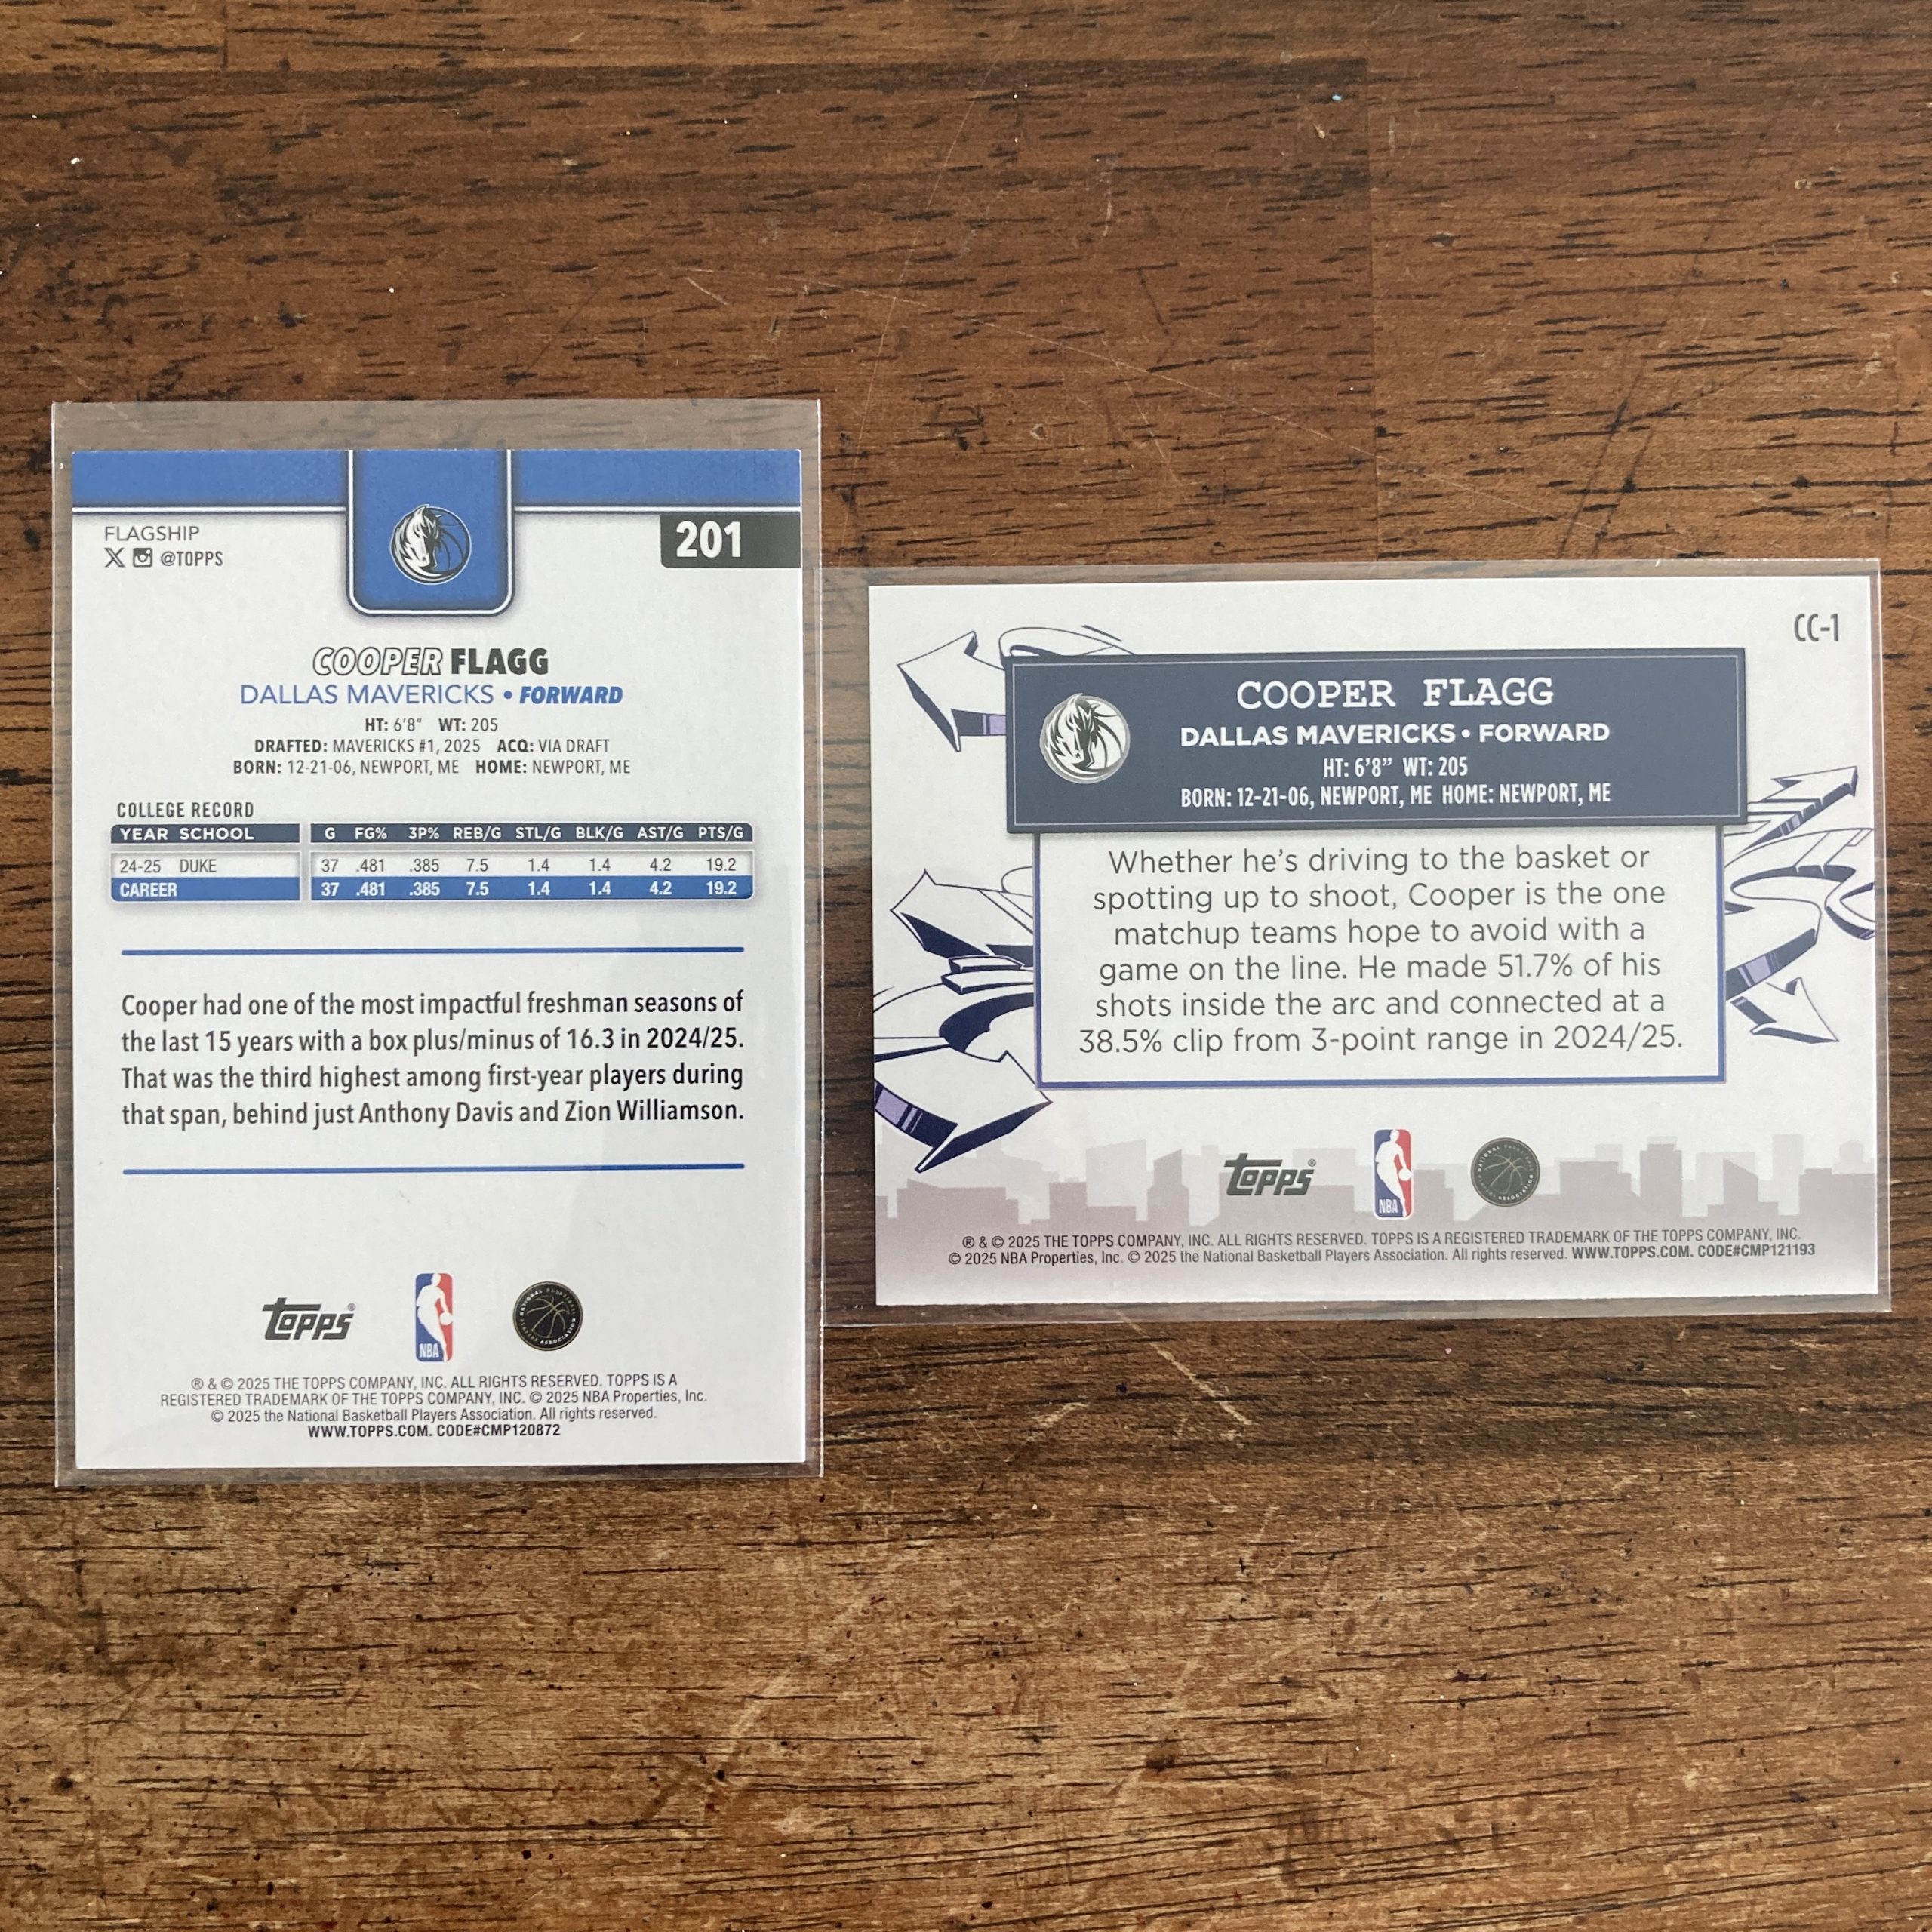 FLAGSHIP
X @TOPPS
201
COOPER FLAGG
DALLAS MAVERICKS • FORWARD
HT: 6'8" WT: 205
DRAFTED: MAVERICKS #1, 2025 ACQ: VIA DRAFT
BORN: 12-21-06, NEWPORT, ME HOME: NEWPORT, ME
COLLEGE RECORD
YEAR SCHOOL G FG% 3P% REB/G STL/G BLK/G AST/G PTS/G
24-25 DUKE 37 .481 .385 7.5 1.4 1.4 4.2 19.2
CAREER 37 .481 .385 7.5 1.4 1.4 4.2 19.2
Cooper had one of the most impactful freshman seasons of
the last 15 years with a box plus/minus of 16.3 in 2024/25.
That was the third highest among first-year players during
that span, behind just Anthony Davis and Zion Williamson.
Topps®
NBA
NATIONAL BASKETBALL PLAYERS ASSOCIATION
® & © 2025 THE TOPPS COMPANY, INC. ALL RIGHTS RESERVED. TOPPS IS A
REGISTERED TRADEMARK OF THE TOPPS COMPANY, INC. © 2025 NBA Properties, Inc.
© 2025 the National Basketball Players Association. All rights reserved.
WWW.TOPPS.COM. CODE#CMP120872
CC-1
COOPER FLAGG
DALLAS MAVERICKS • FORWARD
HT: 6'8" WT: 205
BORN: 12-21-06, NEWPORT, ME HOME: NEWPORT, ME
Whether he's driving to the basket or
spotting up to shoot, Cooper is the one
matchup teams hope to avoid with a
game on the line. He made 51.7% of his
shots inside the arc and connected at a
38.5% clip from 3-point range in 2024/25.
Topps®
NBA
NATIONAL BASKETBALL PLAYERS ASSOCIATION
® & © 2025 THE TOPPS COMPANY, INC. ALL RIGHTS RESERVED. TOPPS IS A REGISTERED TRADEMARK OF THE TOPPS COMPANY, INC.
© 2025 NBA Properties, Inc. © 2025 the National Basketball Players Association. All rights reserved. WWW.TOPPS.COM. CODE#CMP121193